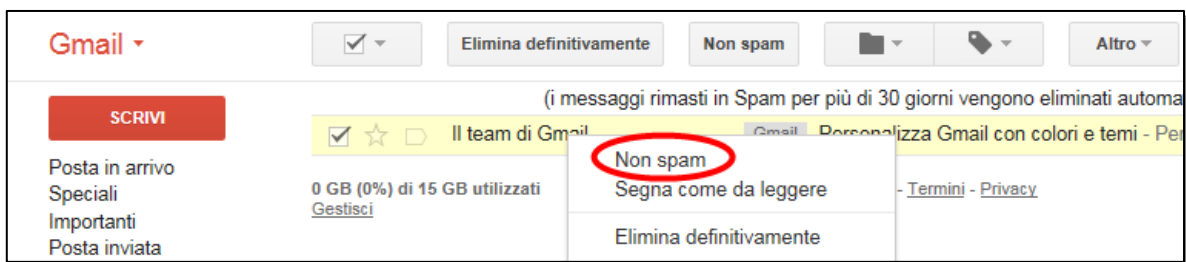 Gmail
Elimina definitivamente
Non spam
Altro
SCRIVI
(i messaggi rimasti in Spam per più di 30 giorni vengono eliminati automa
Il team di Gmail
Gmail
Personalizza Gmail con colori e temi - Per
Non spam
Segna come da leggere
Elimina definitivamente
Posta in arrivo
Speciali
Importanti
Posta inviata
0 GB (0%) di 15 GB utilizzati
Gestisci
- Termini - Privacy